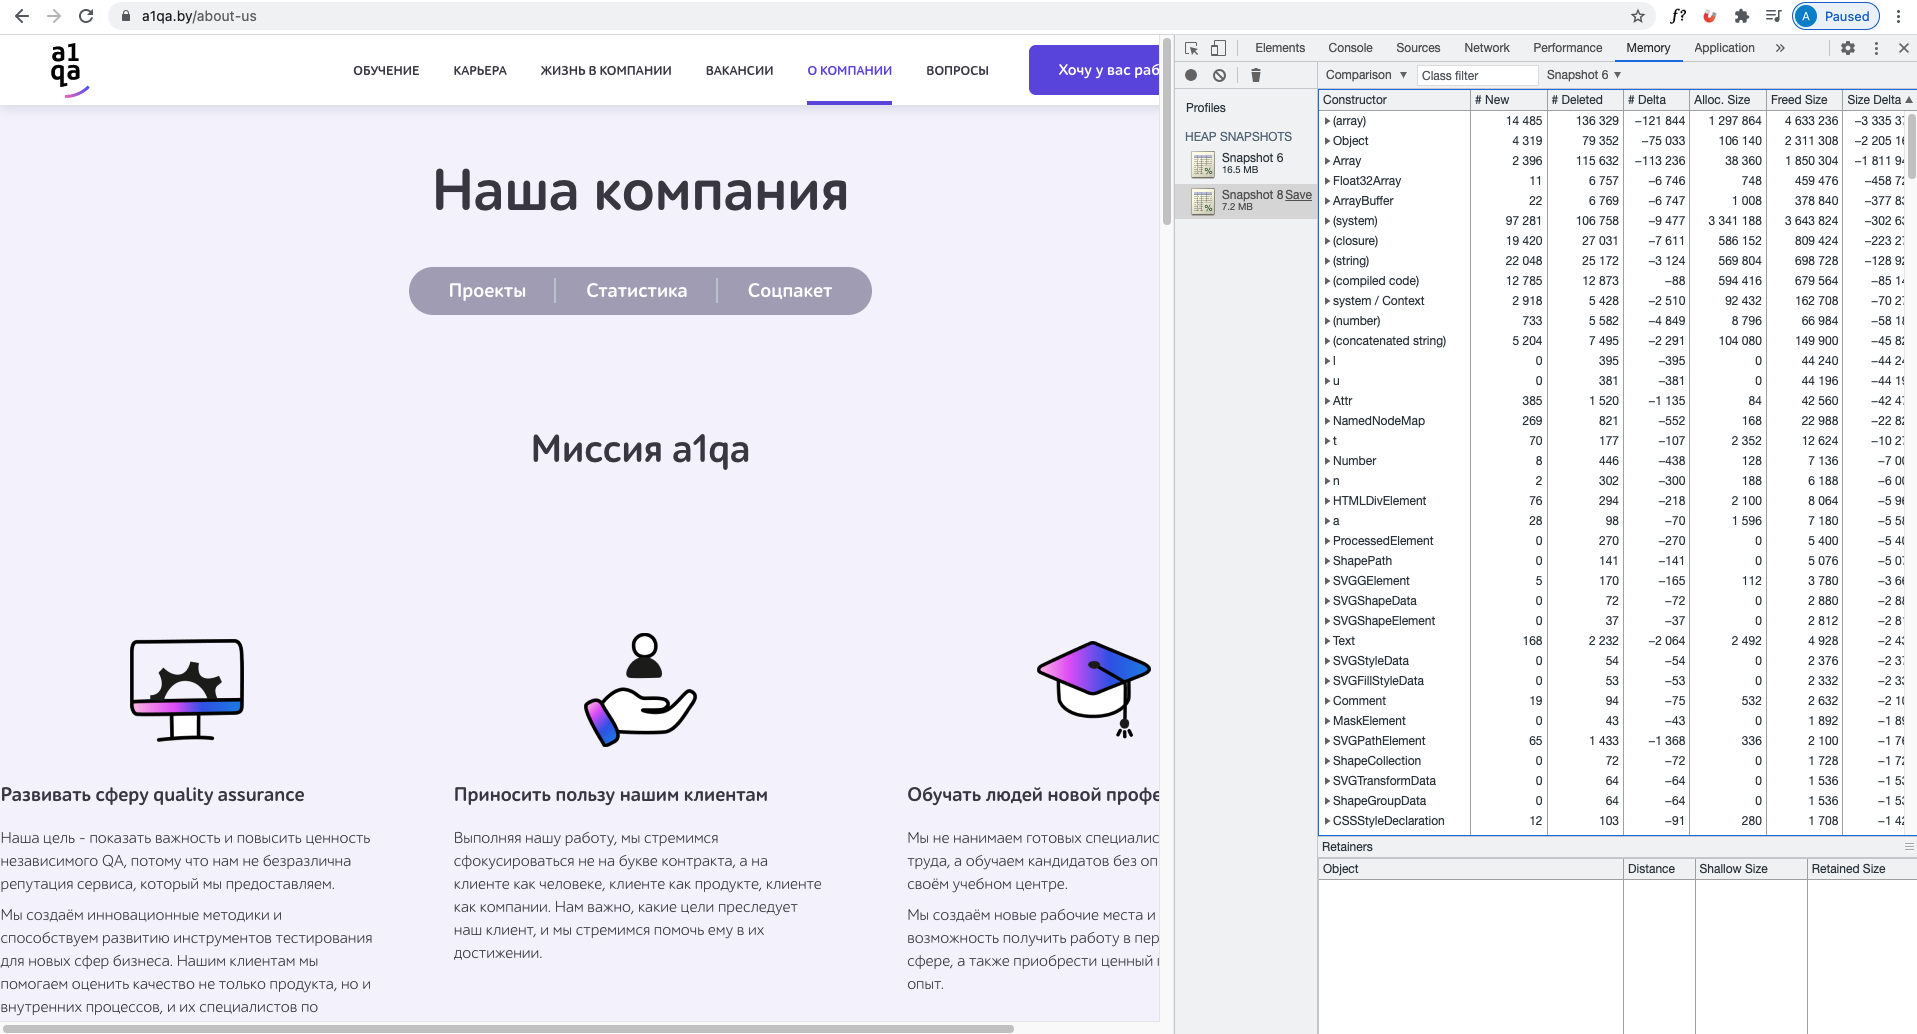 a1qa.by/about-us
f?
A Paused
a1
qa
ОБУЧЕНИЕ КАРЬЕРА ЖИЗНЬ В КОМПАНИИ ВАКАНСИИ О КОМПАНИИ ВОПРОСЫ
Хочу у вас раб
Наша компания
Проекты Статистика Соцпакет
Миссия a1qa
Развивать сферу quality assurance
Наша цель - показать важность и повысить ценность
независимого QA, потому что нам не безразлична
репутация сервиса, который мы предоставляем.
Мы создаём инновационные методики и
способствуем развитию инструментов тестирования
для новых сфер бизнеса. Нашим клиентам мы
помогаем оценить качество не только продукта, но и
внутренних процессов, и их специалистов по
Приносить пользу нашим клиентам
Выполняя нашу работу, мы стремимся
сфокусироваться не на букве контракта, а на
клиенте как человеке, клиенте как продукте, клиенте
как компании. Нам важно, какие цели преследует
наш клиент, и мы стремимся помочь ему в их
достижении.
Обучать людей новой профе
Мы не нанимаем готовых специалис
труда, а обучаем кандидатов без оп
своём учебном центре.
Мы создаём новые рабочие места и
возможность получить работу в пер
сфере, а также приобрести ценный
опыт.
Elements Console Sources Network Performance Memory Application »
Comparison ▼ Class filter Snapshot 6 ▼
Profiles
HEAP SNAPSHOTS
Snapshot 6
16.5 MB
Snapshot 8 Save
7.2 MB
Constructor # New # Deleted # Delta Alloc. Size Freed Size Size Delta ▲
(array) 14 485 136 329 −121 844 1 297 864 4 633 236 −3 335 37
Object 4 319 79 352 −75 033 106 140 2 311 308 −2 205 16
Array 2 396 115 632 −113 236 38 360 1 850 304 −1 811 94
Float32Array 11 6 757 −6 746 748 459 476 −458 72
ArrayBuffer 22 6 769 −6 747 1 008 378 840 −377 83
(system) 97 281 106 758 −9 477 3 341 188 3 643 824 −302 63
(closure) 19 420 27 031 −7 611 586 152 809 424 −223 27
(string) 22 048 25 172 −3 124 569 804 698 728 −128 92
(compiled code) 12 785 12 873 −88 594 416 679 564 −85 14
system / Context 2 918 5 428 −2 510 92 432 162 708 −70 27
(number) 733 5 582 −4 849 8 796 66 984 −58 18
(concatenated string) 5 204 7 495 −2 291 104 080 149 900 −45 82
l 0 395 −395 0 44 240 −44 24
u 0 381 −381 0 44 196 −44 19
Attr 385 1 520 −1 135 84 42 560 −42 47
NamedNodeMap 269 821 −552 168 22 988 −22 82
t 70 177 −107 2 352 12 624 −10 27
Number 8 446 −438 128 7 136 −7 00
n 2 302 −300 188 6 188 −6 00
HTMLDivElement 76 294 −218 2 100 8 064 −5 96
a 28 98 −70 1 596 7 180 −5 58
ProcessedElement 0 270 −270 0 5 400 −5 40
ShapePath 0 141 −141 0 5 076 −5 07
SVGGElement 5 170 −165 112 3 780 −3 66
SVGShapeData 0 72 −72 0 2 880 −2 88
SVGShapeElement 0 37 −37 0 2 812 −2 81
Text 168 2 232 −2 064 2 492 4 928 −2 43
SVGStyleData 0 54 −54 0 2 376 −2 37
SVGFillStyleData 0 53 −53 0 2 332 −2 33
Comment 19 94 −75 532 2 632 −2 10
MaskElement 0 43 −43 0 1 892 −1 89
SVGPathElement 65 1 433 −1 368 336 2 100 −1 76
ShapeCollection 0 72 −72 0 1 728 −1 72
SVGTransformData 0 64 −64 0 1 536 −1 53
ShapeGroupData 0 64 −64 0 1 536 −1 53
CSSStyleDeclaration 12 103 −91 280 1 708 −1 42
Retainers
Object Distance Shallow Size Retained Size